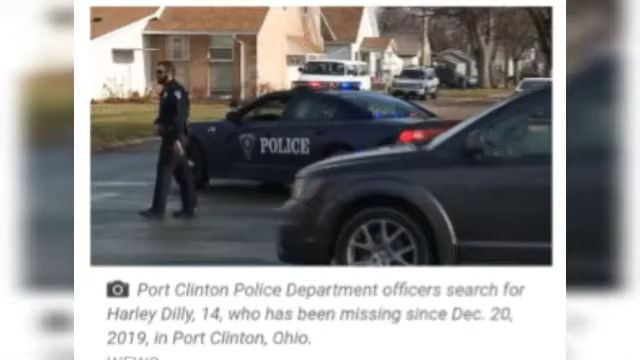 POLICE
Port Clinton Police Department officers search for
Harley Dilly, 14, who has been missing since Dec. 20,
2019, in Port Clinton, Ohio.